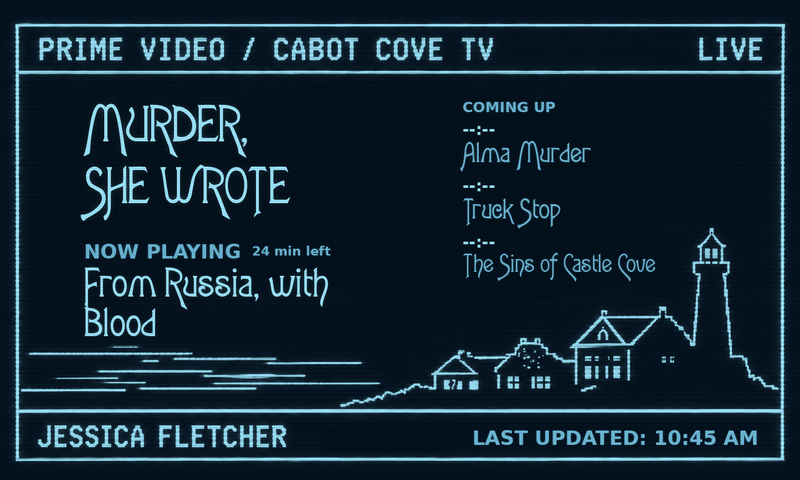 PRIME VIDEO / CABOT COVE TV
LIVE
MURDER,
SHE WROTE
NOW PLAYING 24 min left
From Russia, with
Blood
COMING UP
--:--
Alma Murder
--:--
Truck Stop
--:--
The Sins of Castle Cove
JESSICA FLETCHER
LAST UPDATED: 10:45 AM